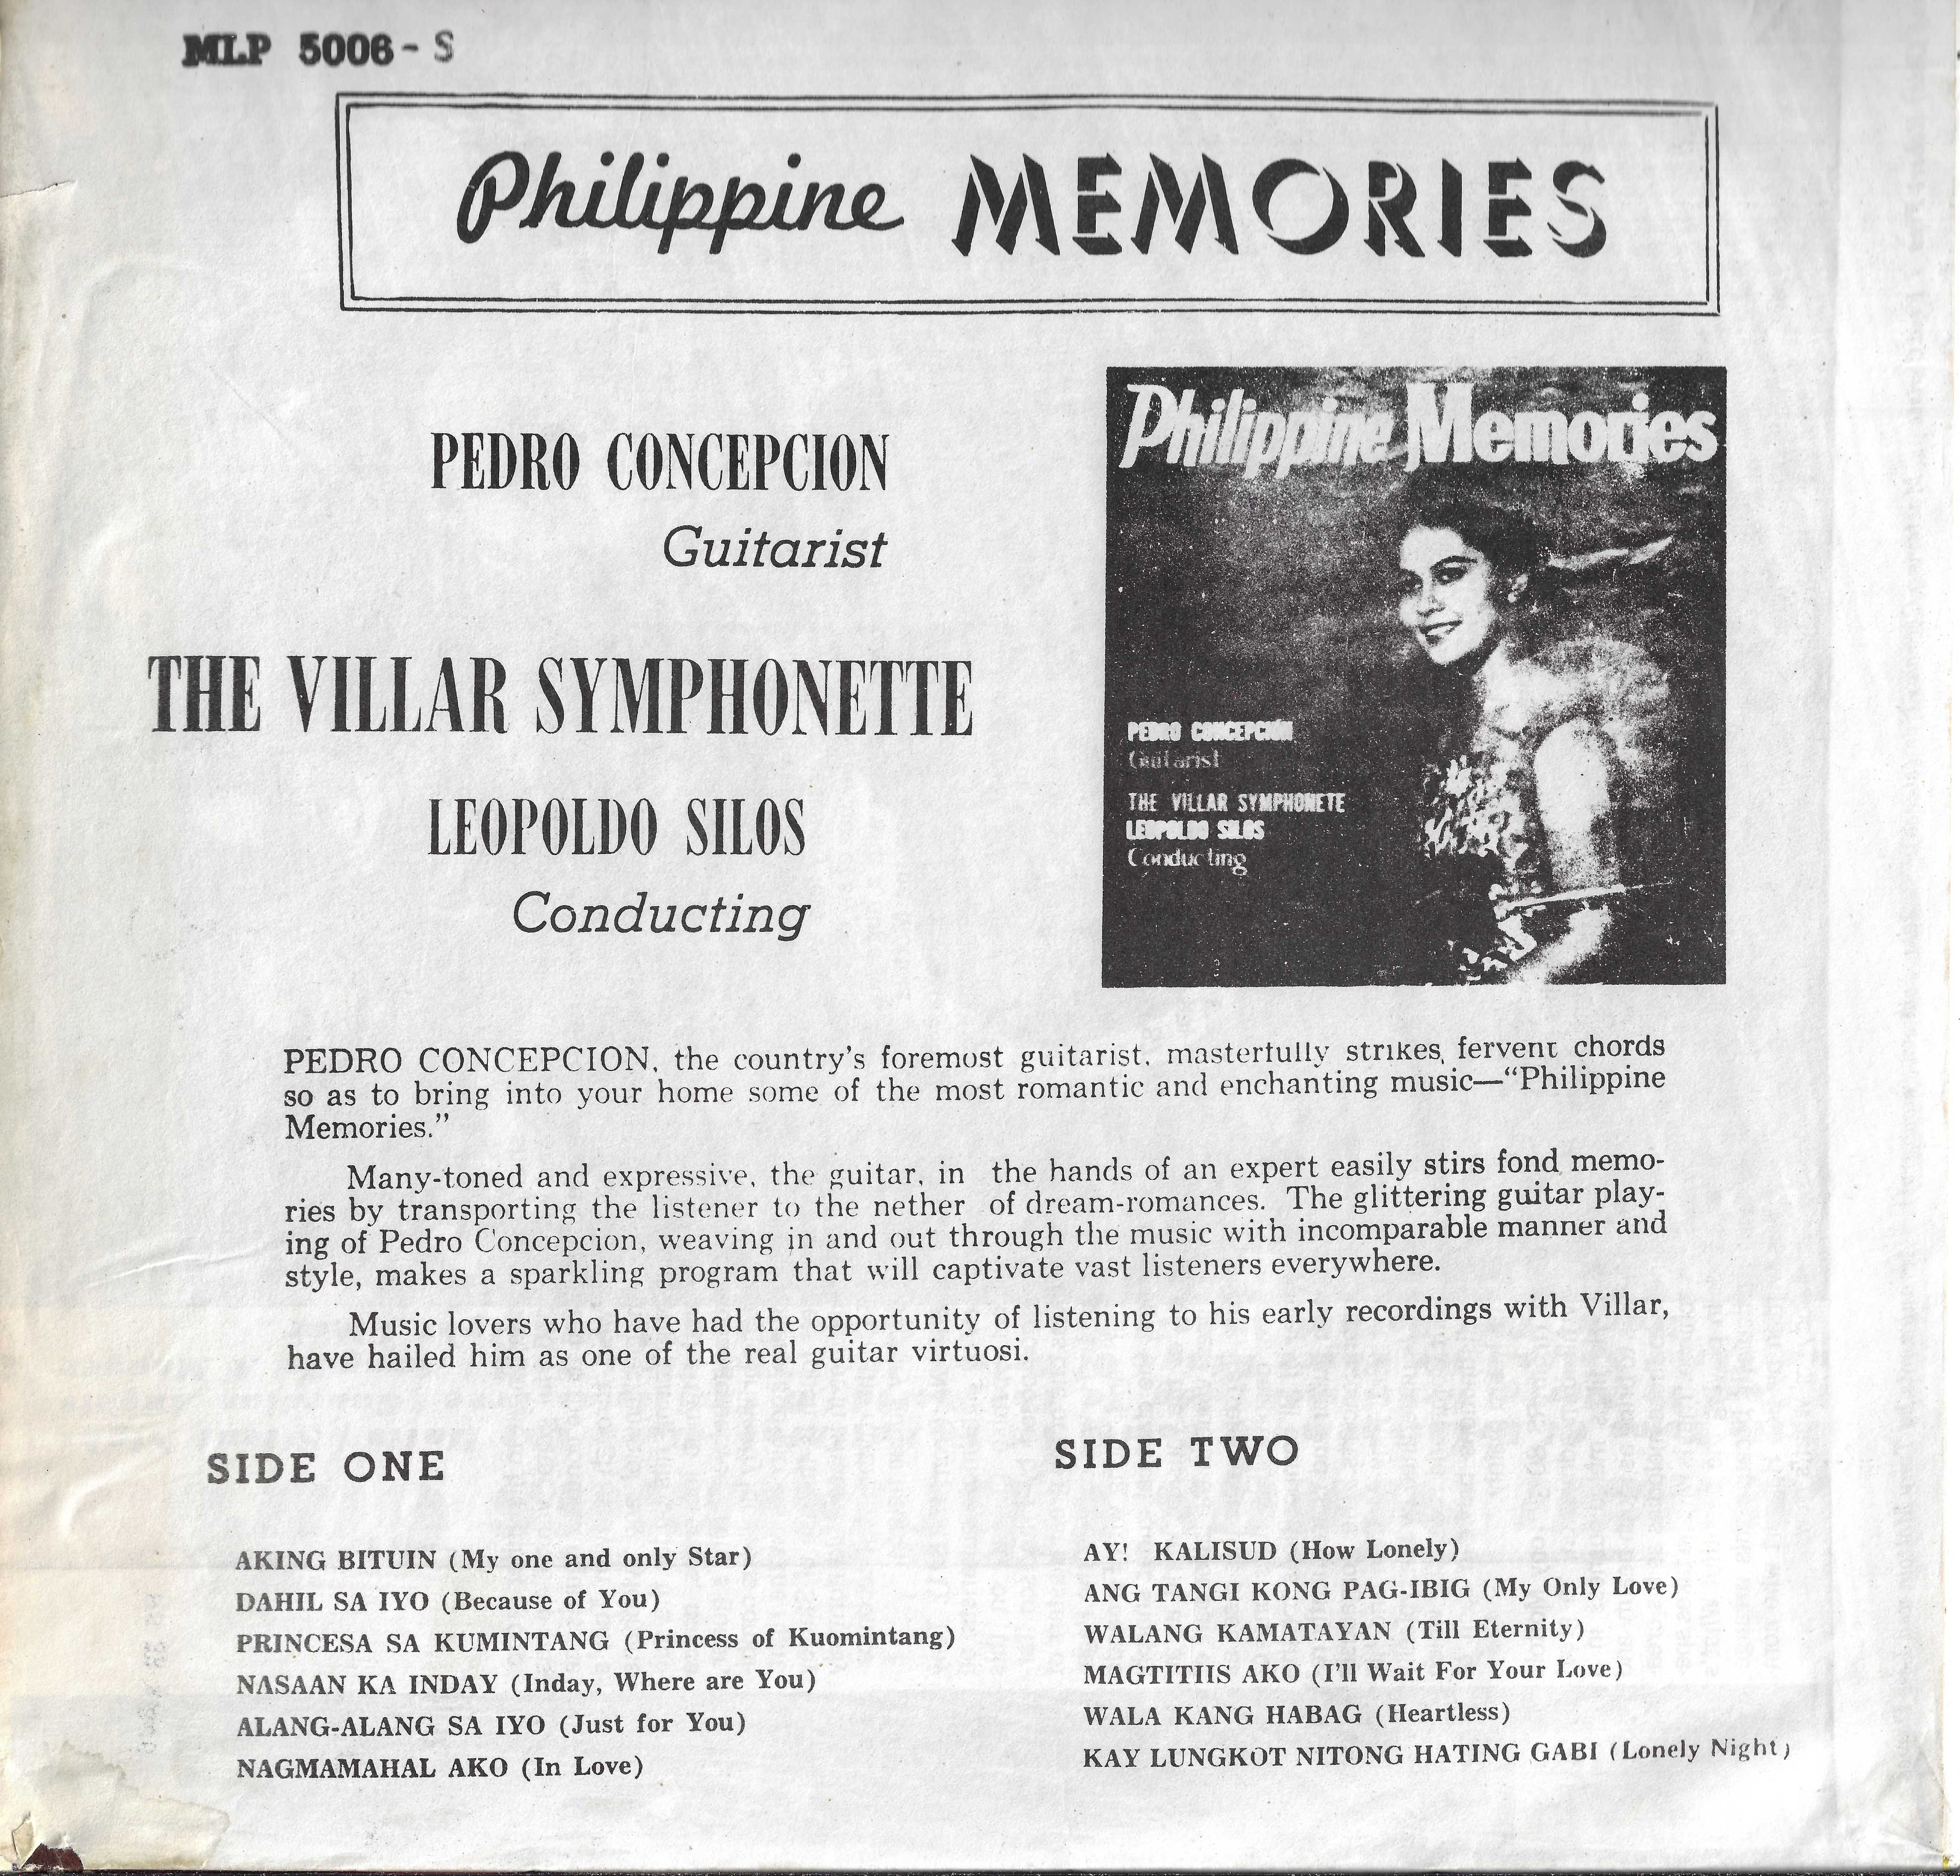 MLP 5006-S
Philippine MEMORIES
PEDRO CONCEPCION
Guitarist
THE VILLAR SYMPHONETTE
LEOPOLDO SILOS
Conducting
Philippine Memories
PEDRO CONCEPCION
Guitarist
THE VILLAR SYMPHONETE
LEOPOLDO SILOS
Conducting
PEDRO CONCEPCION, the country's foremost guitarist, masterfully strikes, fervent chords
so as to bring into your home some of the most romantic and enchanting music—“Philippine
Memories.”
Many-toned and expressive, the guitar, in the hands of an expert easily stirs fond memo-
ries by transporting the listener to the nether of dream-romances. The glittering guitar play-
ing of Pedro Concepcion, weaving in and out through the music with incomparable manner and
style, makes a sparkling program that will captivate vast listeners everywhere.
Music lovers who have had the opportunity of listening to his early recordings with Villar,
have hailed him as one of the real guitar virtuosi.
SIDE ONE
AKING BITUIN (My one and only Star)
DAHIL SA IYO (Because of You)
PRINCESA SA KUMINTANG (Princess of Kuomintang)
NASAAN KA INDAY (Inday, Where are You)
ALANG-ALANG SA IYO (Just for You)
NAGMAMAHAL AKO (In Love)
SIDE TWO
AY! KALISUD (How Lonely)
ANG TANGI KONG PAG-IBIG (My Only Love)
WALANG KAMATAYAN (Till Eternity)
MAGTITIIS AKO (I'll Wait For Your Love)
WALA KANG HABAG (Heartless)
KAY LUNGKOT NITONG HATING GABI (Lonely Night)